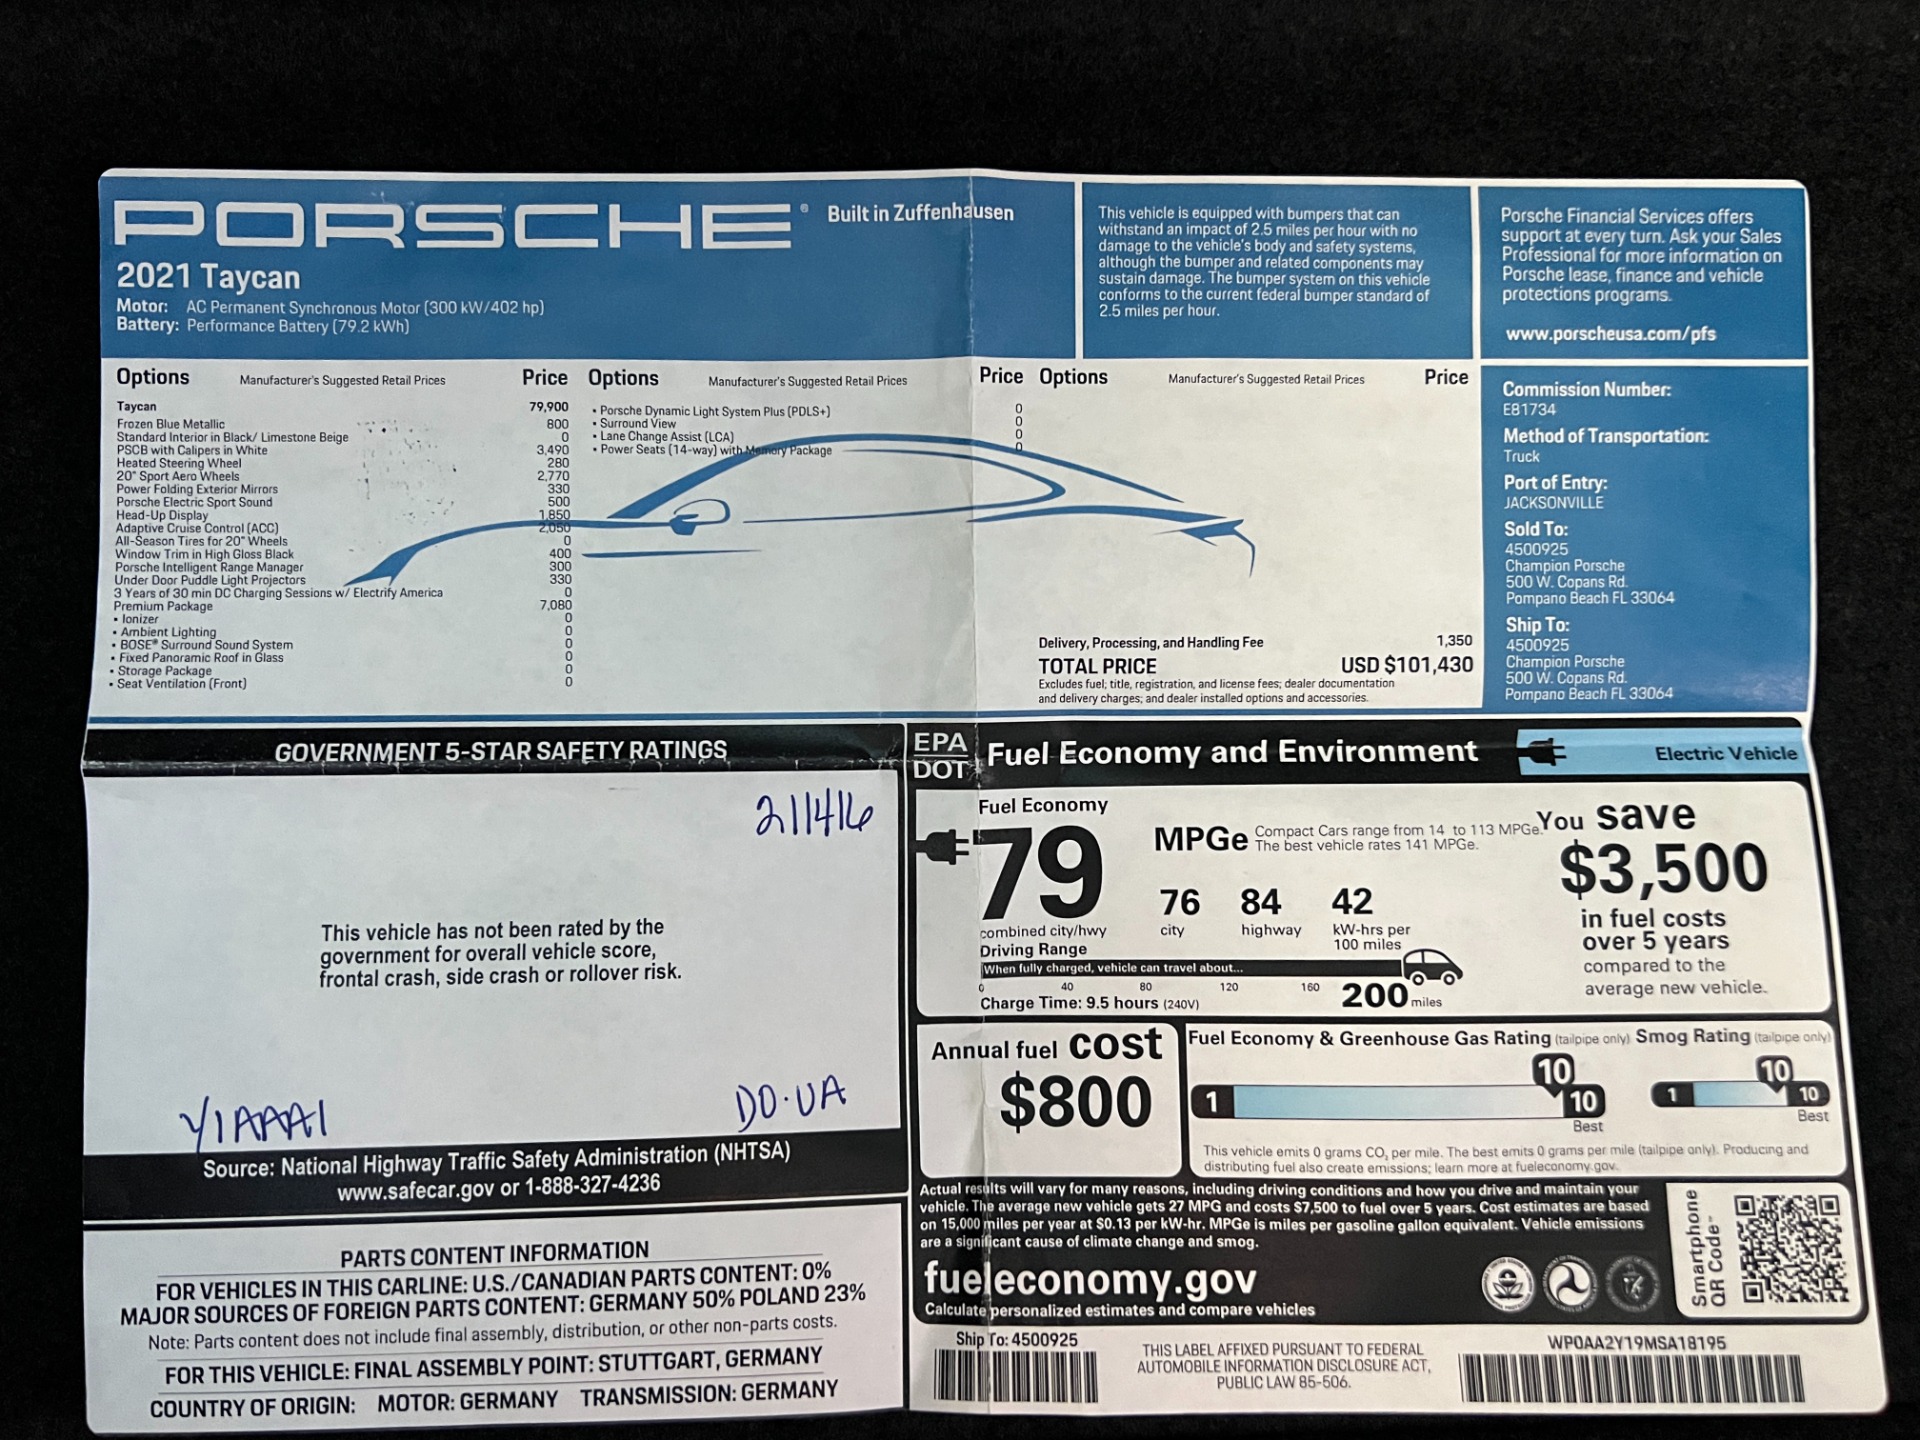 PORSCHE® Built in Zuffenhausen
2021 Taycan
Motor: AC Permanent Synchronous Motor (300 kW/402 hp)
Battery: Performance Battery (79.2 kWh)
This vehicle is equipped with bumpers that can
withstand an impact of 2.5 miles per hour with no
damage to the vehicle's body and safety systems,
although the bumper and related components may
sustain damage. The bumper system on this vehicle
conforms to the current federal bumper standard of
2.5 miles per hour.
Porsche Financial Services offers
support at every turn. Ask your Sales
Professional for more information on
Porsche lease, finance and vehicle
protections programs.
www.porscheusa.com/pfs
Options Manufacturer's Suggested Retail Prices Price
Taycan 79,900
Frozen Blue Metallic 800
Standard Interior in Black/ Limestone Beige 0
PSCB with Calipers in White 3,490
Heated Steering Wheel 280
20" Sport Aero Wheels 2,770
Power Folding Exterior Mirrors 330
Porsche Electric Sport Sound 500
Head-Up Display 1,850
Adaptive Cruise Control (ACC) 2,050
All-Season Tires for 20" Wheels 0
Window Trim in High Gloss Black 400
Porsche Intelligent Range Manager 300
Under Door Puddle Light Projectors 330
3 Years of 30 min DC Charging Sessions w/ Electrify America 0
Premium Package 7,080
• Ionizer 0
• Ambient Lighting 0
• BOSE® Surround Sound System 0
• Fixed Panoramic Roof in Glass 0
• Storage Package 0
• Seat Ventilation (Front) 0
Options Manufacturer's Suggested Retail Prices Price
• Porsche Dynamic Light System Plus (PDLS+) 0
• Surround View 0
• Lane Change Assist (LCA) 0
• Power Seats (14-way) with Memory Package 0
Options Manufacturer's Suggested Retail Prices Price
Delivery, Processing, and Handling Fee 1,350
TOTAL PRICE USD $101,430
Excludes fuel; title, registration, and license fees; dealer documentation
and delivery charges; and dealer installed options and accessories.
Commission Number:
E81734
Method of Transportation:
Truck
Port of Entry:
JACKSONVILLE
Sold To:
4500925
Champion Porsche
500 W. Copans Rd.
Pompano Beach FL 33064
Ship To:
4500925
Champion Porsche
500 W. Copans Rd.
Pompano Beach FL 33064
GOVERNMENT 5-STAR SAFETY RATINGS
211416
This vehicle has not been rated by the
government for overall vehicle score,
frontal crash, side crash or rollover risk.
Y1AAA1 DO·UA
Source: National Highway Traffic Safety Administration (NHTSA)
www.safecar.gov or 1-888-327-4236
PARTS CONTENT INFORMATION
FOR VEHICLES IN THIS CARLINE: U.S./CANADIAN PARTS CONTENT: 0%
MAJOR SOURCES OF FOREIGN PARTS CONTENT: GERMANY 50% POLAND 23%
Note: Parts content does not include final assembly, distribution, or other non-parts costs.
FOR THIS VEHICLE: FINAL ASSEMBLY POINT: STUTTGART, GERMANY
COUNTRY OF ORIGIN: MOTOR: GERMANY TRANSMISSION: GERMANY
EPA
DOT
Fuel Economy and Environment
Electric Vehicle
Fuel Economy
79
MPGe
Compact Cars range from 14 to 113 MPGe.
The best vehicle rates 141 MPGe.
76 84 42
combined city/hwy city highway kW-hrs per
100 miles
Driving Range
When fully charged, vehicle can travel about...
0 40 80 120 160 200 miles
Charge Time: 9.5 hours (240V)
You save
$3,500
in fuel costs
over 5 years
compared to the
average new vehicle.
Annual fuel cost
$800
Fuel Economy & Greenhouse Gas Rating (tailpipe only) Smog Rating (tailpipe only)
10 10
1 10 1 10
Best Best
This vehicle emits 0 grams CO₂ per mile. The best emits 0 grams per mile (tailpipe only). Producing and
distributing fuel also create emissions; learn more at fueleconomy.gov.
Actual results will vary for many reasons, including driving conditions and how you drive and maintain your
vehicle. The average new vehicle gets 27 MPG and costs $7,500 to fuel over 5 years. Cost estimates are based
on 15,000 miles per year at $0.13 per kW-hr. MPGe is miles per gasoline gallon equivalent. Vehicle emissions
are a significant cause of climate change and smog.
fueleconomy.gov
Calculate personalized estimates and compare vehicles
Smartphone
QR Code™
Ship To: 4500925
THIS LABEL AFFIXED PURSUANT TO FEDERAL
AUTOMOBILE INFORMATION DISCLOSURE ACT,
PUBLIC LAW 85-506.
WP0AA2Y19MSA18195